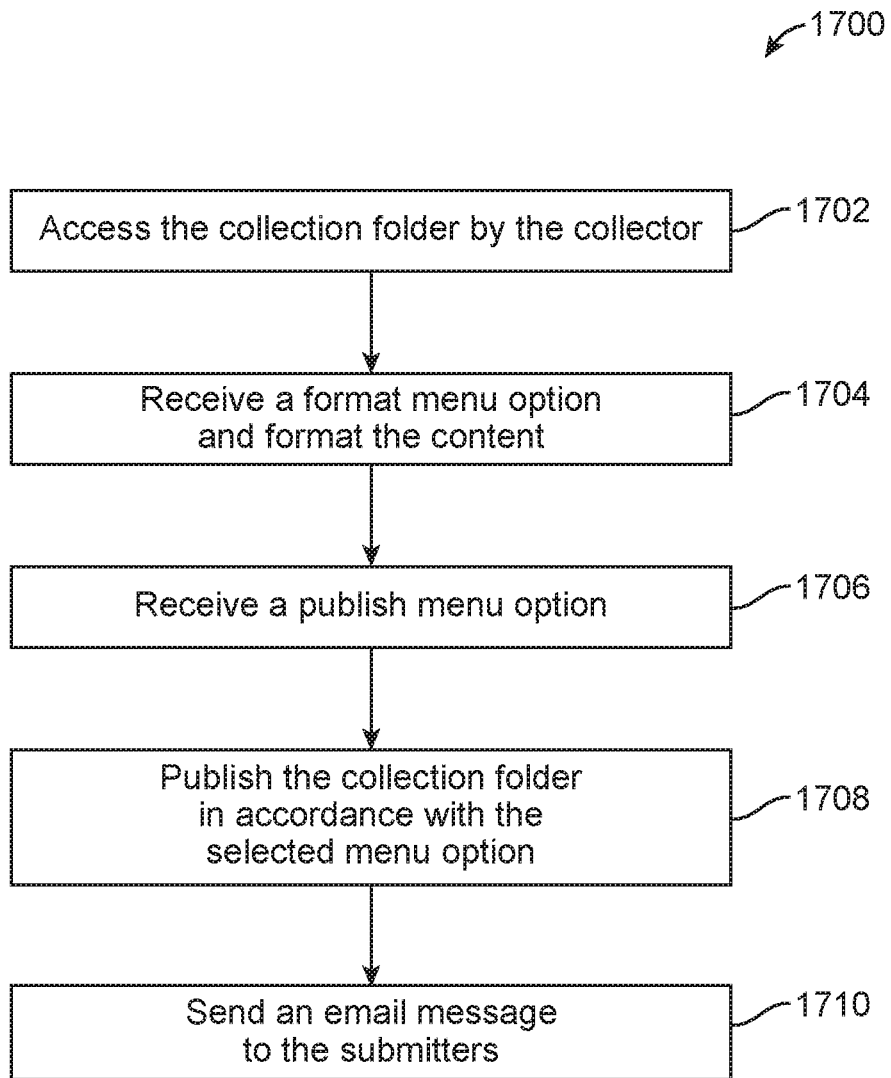 1700
Access the collection folder by the collector
1702
Receive a format menu option
and format the content
1704
Receive a publish menu option
1706
Publish the collection folder
in accordance with the
selected menu option
1708
Send an email message
to the submitters
1710